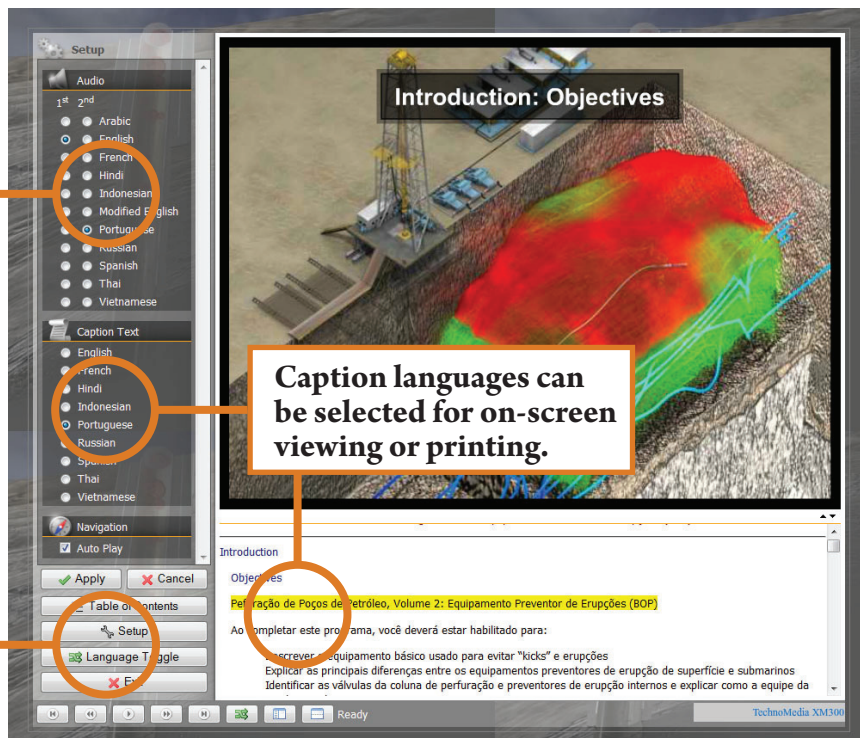 Setup
Audio
1st 2nd
Arabic
English
French
Hindi
Indonesian
Modified English
Portuguese
Russian
Spanish
Thai
Vietnamese
Caption Text
English
French
Hindi
Indonesian
Portuguese
Russian
Spanish
Thai
Vietnamese
Navigation
Auto Play
Apply
Cancel
Table of Contents
Setup
Language Toggle
Exit
Introduction: Objectives
Caption languages can
be selected for on-screen
viewing or printing.
Introduction
Objectives
Perfuração de Poços de Petróleo, Volume 2: Equipamento Preventor de Erupções (BOP)
Ao completar este programa, você deverá estar habilitado para:
Descrever o equipamento básico usado para evitar "kicks" e erupções
Explicar as principais diferenças entre os equipamentos preventores de erupção de superfície e submarinos
Identificar as válvulas da coluna de perfuração e preventores de erupção internos e explicar como a equipe da
Ready
TechnoMedia XM300